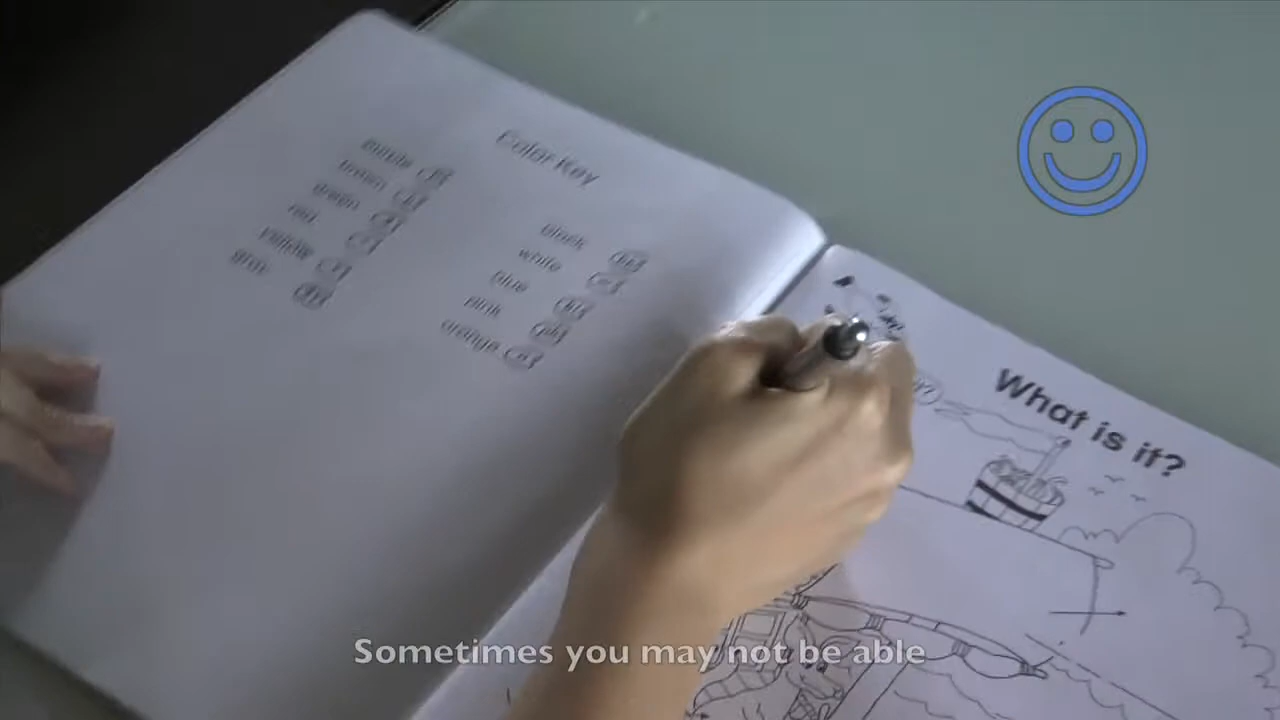 Color Key
purple
brown
green
red
yellow
gray
black
white
blue
pink
orange
What is it?
Sometimes you may not be able